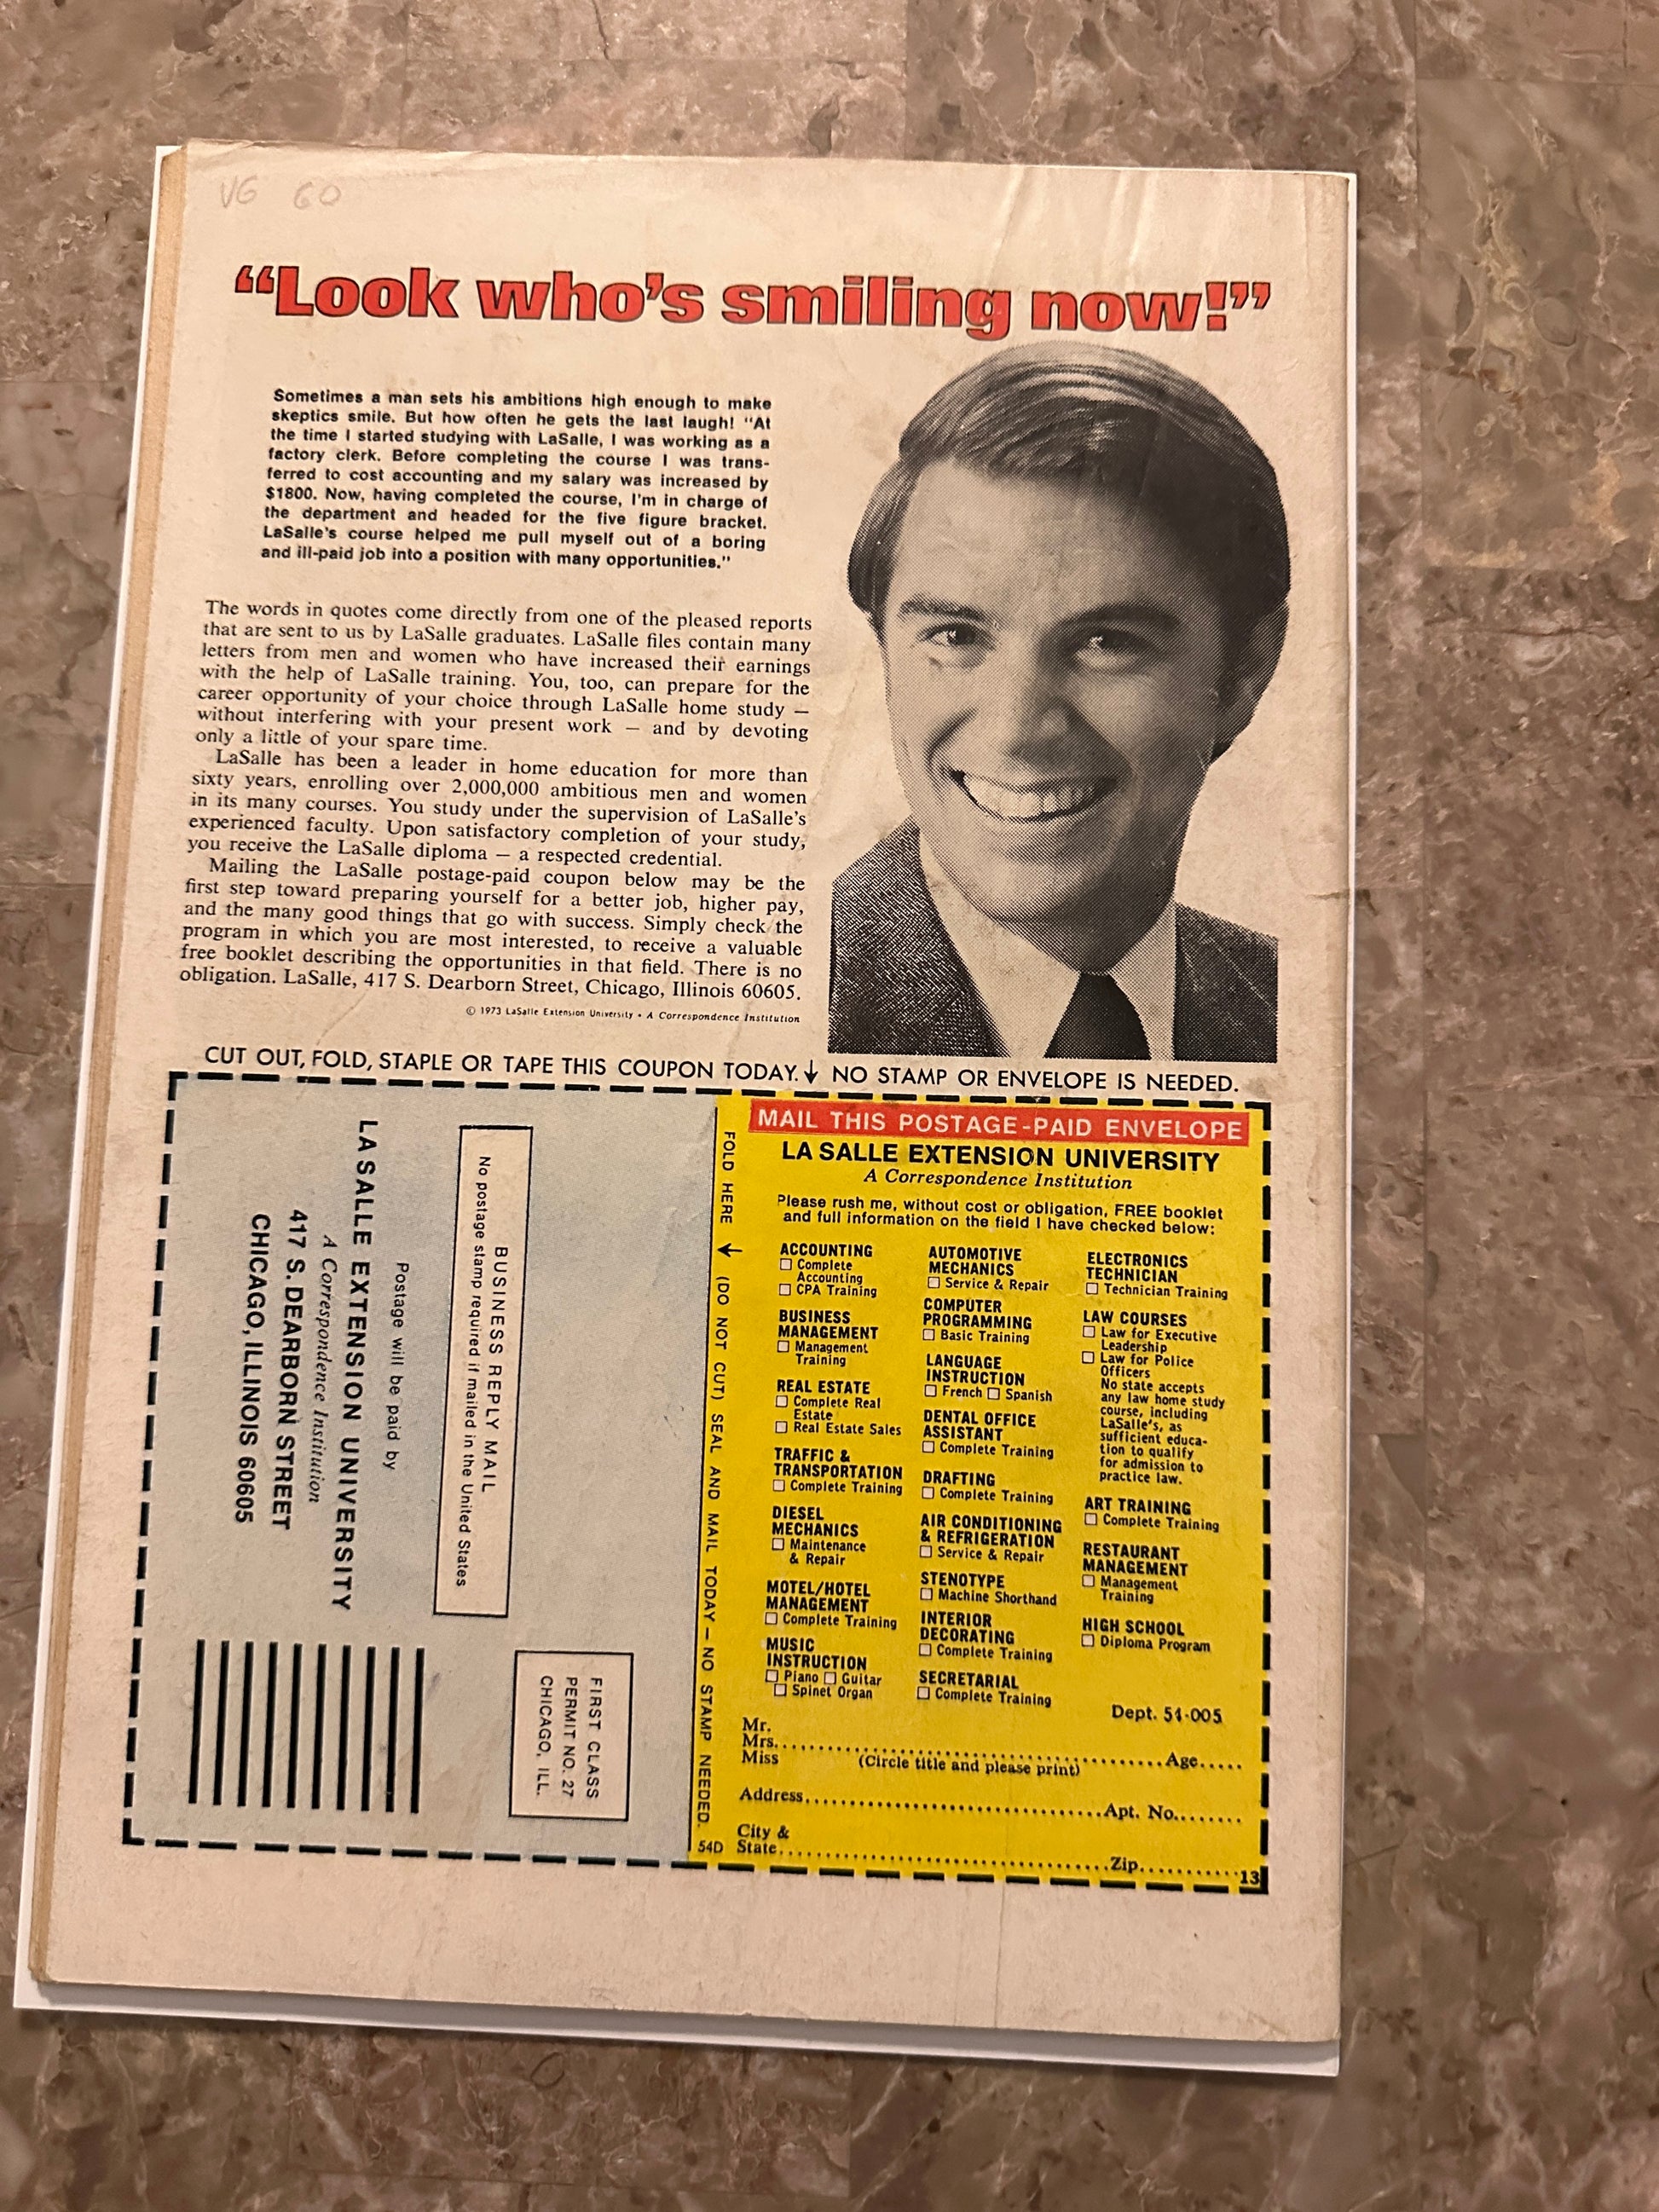 VG 60
“Look who’s smiling now!”
Sometimes a man sets his ambitions high enough to make
skeptics smile. But how often he gets the last laugh! “At
the time I started studying with LaSalle, I was working as a
factory clerk. Before completing the course I was trans-
ferred to cost accounting and my salary was increased by
$1800. Now, having completed the course, I’m in charge of
the department and headed for the five figure bracket.
LaSalle’s course helped me pull myself out of a boring
and ill-paid job into a position with many opportunities.”
The words in quotes come directly from one of the pleased reports
that are sent to us by LaSalle graduates. LaSalle files contain many
letters from men and women who have increased their earnings
with the help of LaSalle training. You, too, can prepare for the
career opportunity of your choice through LaSalle home study —
without interfering with your present work — and by devoting
only a little of your spare time.
LaSalle has been a leader in home education for more than
sixty years, enrolling over 2,000,000 ambitious men and women
in its many courses. You study under the supervision of LaSalle’s
experienced faculty. Upon satisfactory completion of your study,
you receive the LaSalle diploma — a respected credential.
Mailing the LaSalle postage-paid coupon below may be the
first step toward preparing yourself for a better job, higher pay,
and the many good things that go with success. Simply check the
program in which you are most interested, to receive a valuable
free booklet describing the opportunities in that field. There is no
obligation. LaSalle, 417 S. Dearborn Street, Chicago, Illinois 60605.
© 1973 LaSalle Extension University • A Correspondence Institution
CUT OUT, FOLD, STAPLE OR TAPE THIS COUPON TODAY. ↓ NO STAMP OR ENVELOPE IS NEEDED.
FIRST CLASS
PERMIT NO. 27
CHICAGO, ILL.
BUSINESS REPLY MAIL
No postage stamp required if mailed in the United States
Postage will be paid by
LA SALLE EXTENSION UNIVERSITY
A Correspondence Institution
417 S. DEARBORN STREET
CHICAGO, ILLINOIS 60605
FOLD HERE ↓ (DO NOT CUT) SEAL AND MAIL TODAY — NO STAMP NEEDED.
54D
MAIL THIS POSTAGE-PAID ENVELOPE
LA SALLE EXTENSION UNIVERSITY
A Correspondence Institution
Please rush me, without cost or obligation, FREE booklet
and full information on the field I have checked below:
ACCOUNTING
☐ Complete
Accounting
☐ CPA Training
BUSINESS
MANAGEMENT
☐ Management
Training
REAL ESTATE
☐ Complete Real
Estate
☐ Real Estate Sales
TRAFFIC &
TRANSPORTATION
☐ Complete Training
DIESEL
MECHANICS
☐ Maintenance
& Repair
MOTEL/HOTEL
MANAGEMENT
☐ Complete Training
MUSIC
INSTRUCTION
☐ Piano ☐ Guitar
☐ Spinet Organ
AUTOMOTIVE
MECHANICS
☐ Service & Repair
COMPUTER
PROGRAMMING
☐ Basic Training
LANGUAGE
INSTRUCTION
☐ French ☐ Spanish
DENTAL OFFICE
ASSISTANT
☐ Complete Training
DRAFTING
☐ Complete Training
AIR CONDITIONING
& REFRIGERATION
☐ Service & Repair
STENOTYPE
☐ Machine Shorthand
INTERIOR
DECORATING
☐ Complete Training
SECRETARIAL
☐ Complete Training
ELECTRONICS
TECHNICIAN
☐ Technician Training
LAW COURSES
☐ Law for Executive
Leadership
☐ Law for Police
Officers
No state accepts
any law home study
course, including
LaSalle’s, as
sufficient educa-
tion to qualify
for admission to
practice law.
ART TRAINING
☐ Complete Training
RESTAURANT
MANAGEMENT
☐ Management
Training
HIGH SCHOOL
☐ Diploma Program
Dept. 54-005
Mr.
Mrs. Age
Miss (Circle title and please print)
Address Apt. No.
City &
State Zip
13